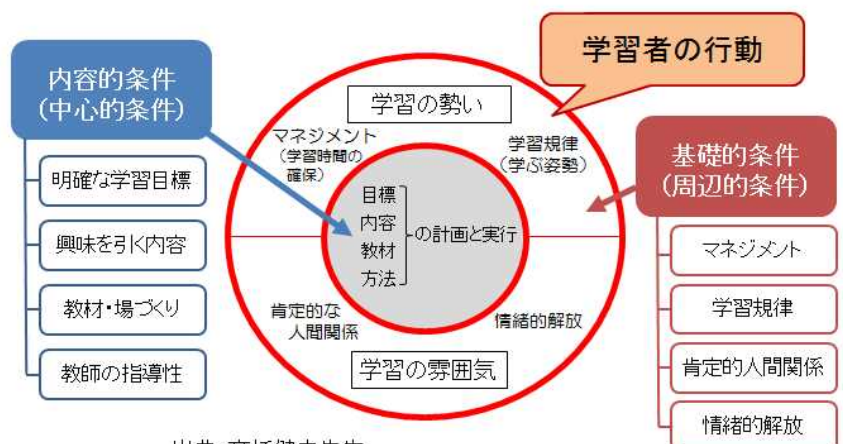 学習者の行動
内容的条件
(中心的条件)
明確な学習目標
興味を引く内容
教材・場づくり
教師の指導性
学習の勢い
マネジメント
(学習時間の
確保)
学習規律
(学ぶ姿勢)
目標
内容
教材
方法
の計画と実行
肯定的な
人間関係
情緒的解放
学習の雰囲気
基礎的条件
(周辺的条件)
マネジメント
学習規律
肯定的人間関係
情緒的解放